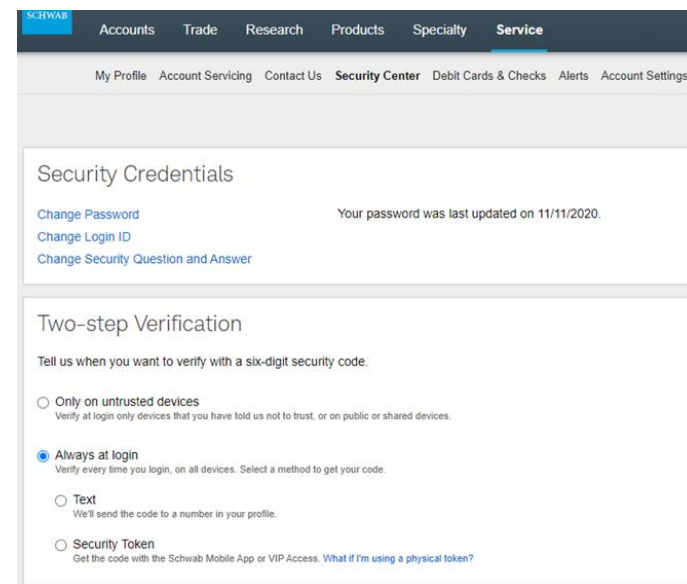 SCHWAB
Accounts Trade Research Products Specialty Service
My Profile Account Servicing Contact Us Security Center Debit Cards & Checks Alerts Account Settings
Security Credentials
Change Password Your password was last updated on 11/11/2020.
Change Login ID
Change Security Question and Answer
Two-step Verification
Tell us when you want to verify with a six-digit security code.
Only on untrusted devices
Verify at login only devices that you have told us not to trust, or on public or shared devices.
Always at login
Verify every time you login, on all devices. Select a method to get your code.
Text
We'll send the code to a number in your profile.
Security Token
Get the code with the Schwab Mobile App or VIP Access. What if I'm using a physical token?